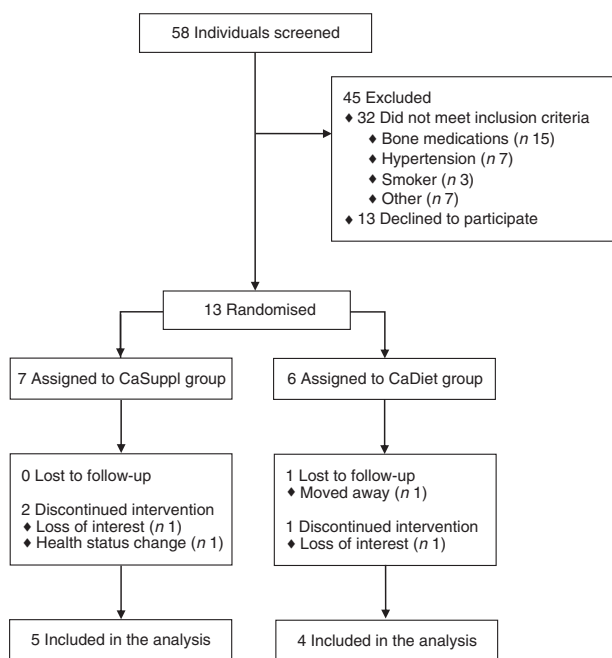 58 Individuals screened
45 Excluded
♦ 32 Did not meet inclusion criteria
♦ Bone medications (n 15)
♦ Hypertension (n 7)
♦ Smoker (n 3)
♦ Other (n 7)
♦ 13 Declined to participate
13 Randomised
7 Assigned to CaSuppl group
6 Assigned to CaDiet group
0 Lost to follow-up
2 Discontinued intervention
♦ Loss of interest (n 1)
♦ Health status change (n 1)
1 Lost to follow-up
♦ Moved away (n 1)
1 Discontinued intervention
♦ Loss of interest (n 1)
5 Included in the analysis
4 Included in the analysis